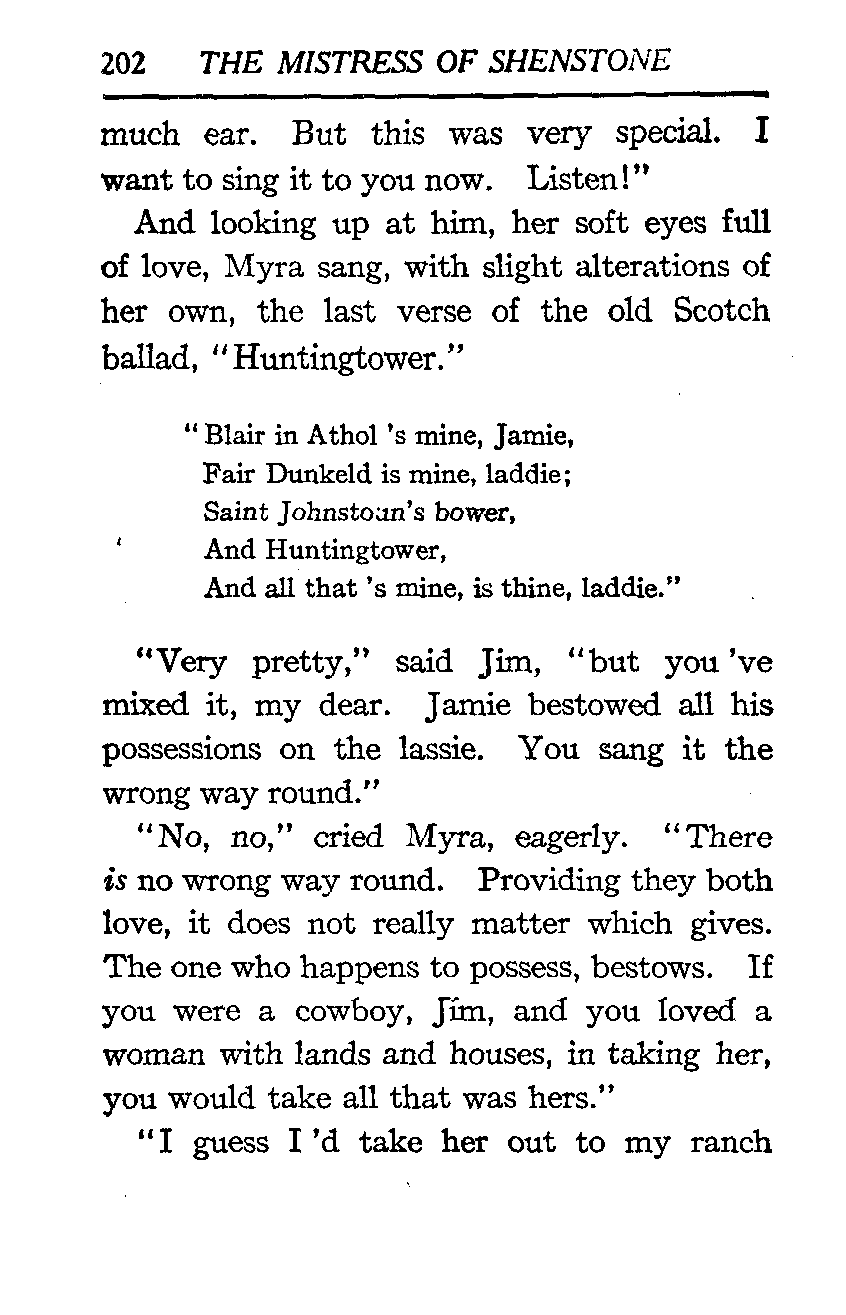 202 THE MISTRESS OF SHENSTONE
much ear. But this was very special. I
want to sing it to you now. Listen!"
And looking up at him, her soft eyes full
of love, Myra sang, with slight alterations of
her own, the last verse of the old Scotch
ballad, "Huntingtower."
"Blair in Athol 's mine, Jamie,
Fair Dunkeld is mine, laddie;
Saint Johnstoun's bower,
And Huntingtower,
And all that 's mine, is thine, laddie."
"Very pretty," said Jim, "but you 've
mixed it, my dear. Jamie bestowed all his
possessions on the lassie. You sang it the
wrong way round."
"No, no," cried Myra, eagerly. "There
is no wrong way round. Providing they both
love, it does not really matter which gives.
The one who happens to possess, bestows. If
you were a cowboy, Jim, and you loved a
woman with lands and houses, in taking her,
you would take all that was hers."
"I guess I 'd take her out to my ranch